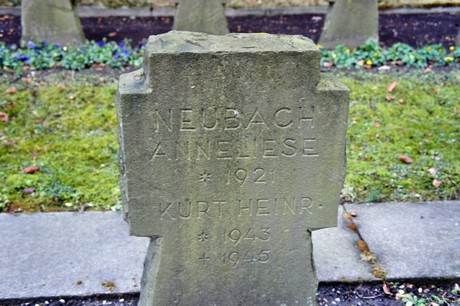 NEUBACH
ANNELIESE
* 1921
KURT HEINR·
* 1943
+ 1945